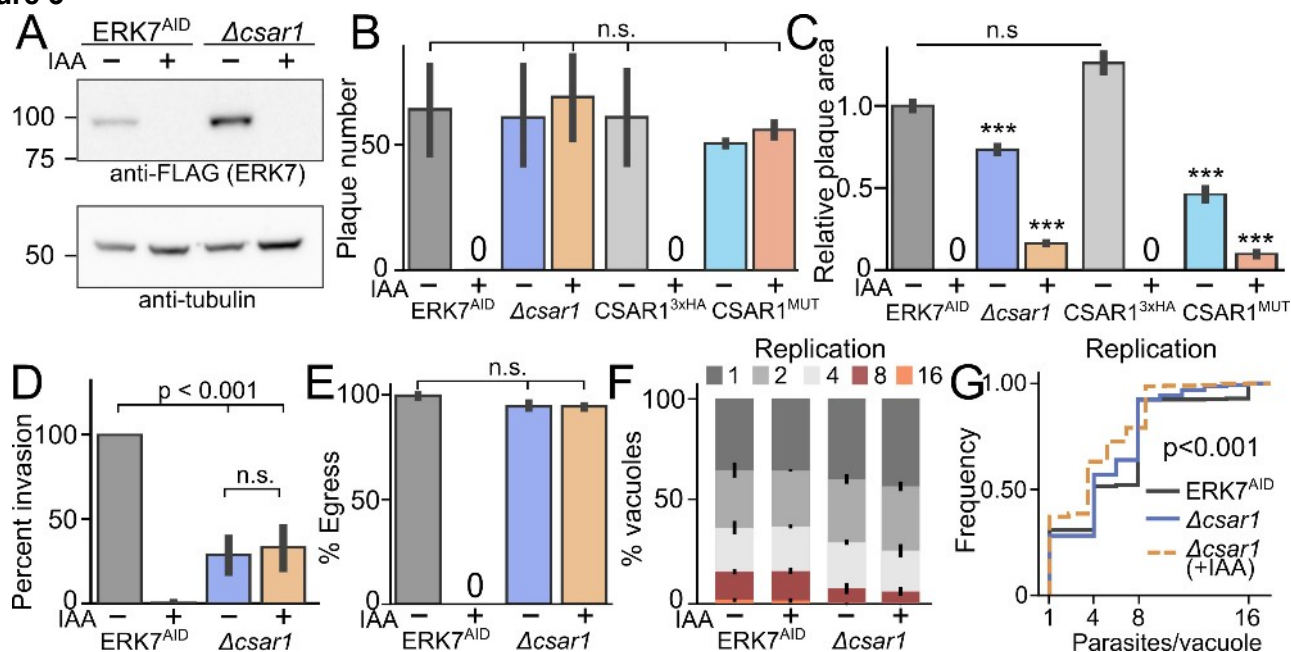 A
ERK7AID Δcsar1
IAA – + – +
100
75
anti-FLAG (ERK7)
50
anti-tubulin
B
n.s.
Plaque number
50
0
0 0
IAA – + – + – + – +
ERK7AID Δcsar1 CSAR13xHA CSAR1MUT
C
n.s
Relative plaque area
1.0
0.5
0
0 *** *** 0 *** ***
IAA – + – + – + – +
ERK7AID Δcsar1 CSAR13xHA CSAR1MUT
D
p < 0.001
n.s.
Percent invasion
100
50
0
IAA – + – +
ERK7AID Δcsar1
E
n.s.
% Egress
100
50
0
0
IAA – + – +
ERK7AID Δcsar1
F
Replication
1 2 4 8 16
% vacuoles
100
50
0
IAA – + – +
ERK7AID Δcsar1
G
Replication
Frequency
1.00
0.50
0.00
p<0.001
ERK7AID
Δcsar1
Δcsar1
(+IAA)
1 4 8 16
Parasites/vacuole